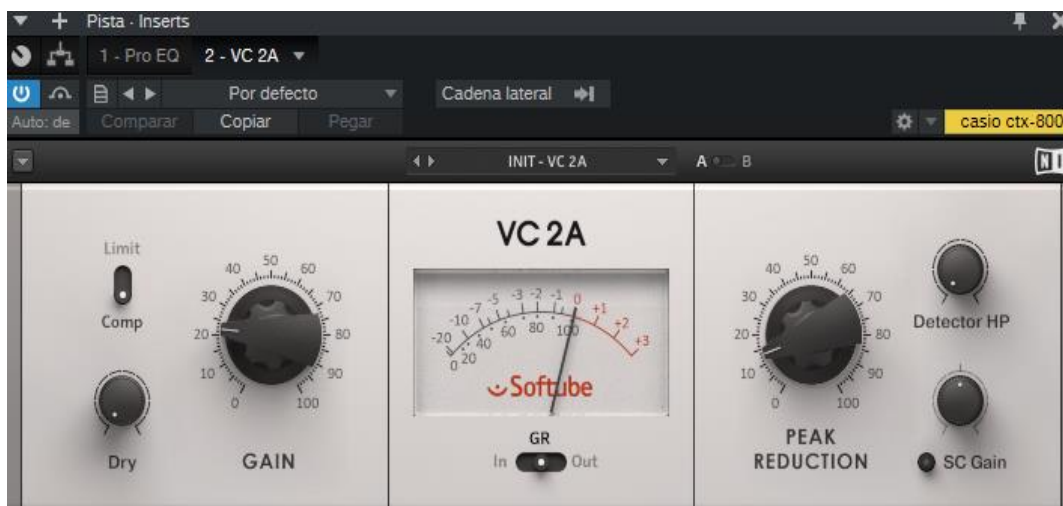 Pista - Inserts
1 - Pro EQ 2 - VC 2A
Por defecto Cadena lateral
Auto: de Comparar Copiar Pegar casio ctx-800
INIT - VC 2A A B NI
VC 2A
Limit
Comp
0 10 20 30 40 50 60 70 80 90 100
Dry
GAIN
-20 -10 -7 -5 -3 -2 -1 0 +1 +2 +3
0 20 40 60 80 100
Softube
GR
In Out
0 10 20 30 40 50 60 70 80 90 100
PEAK
REDUCTION
Detector HP
SC Gain